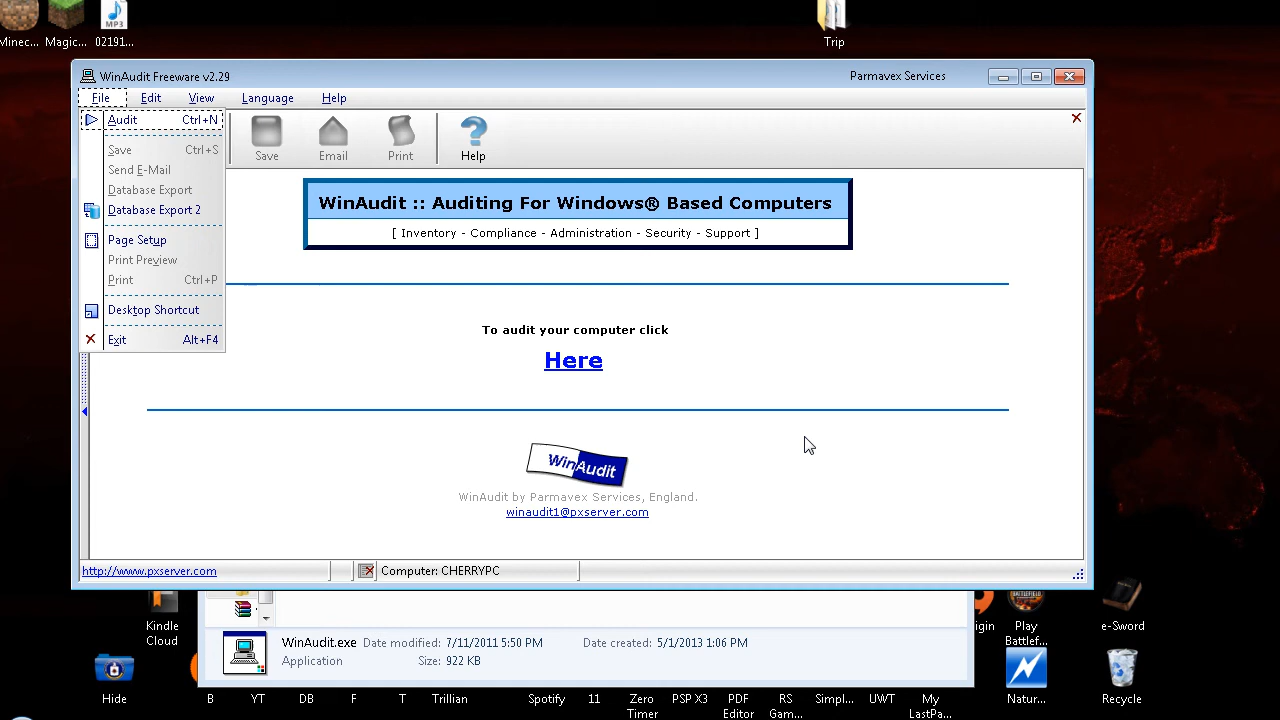 Minec... Magic... 02191...
MP3
Trip
WinAudit Freeware v2.29 Parmavex Services
File Edit View Language Help
Audit Ctrl+N
Save Ctrl+S
Send E-Mail
Database Export
Database Export 2
Page Setup
Print Preview
Print Ctrl+P
Desktop Shortcut
Exit Alt+F4
Save Email Print Help
WinAudit :: Auditing For Windows® Based Computers
[ Inventory - Compliance - Administration - Security - Support ]
To audit your computer click
Here
WinAudit
WinAudit by Parmavex Services, England.
winaudit1@pxserver.com
http://www.pxserver.com Computer: CHERRYPC
Kindle
Cloud
WinAudit.exe Date modified: 7/11/2011 5:50 PM Date created: 5/1/2013 1:06 PM
Application Size: 922 KB
igin
Play
Battlef...
e-Sword
Hide B YT DB F T Trillian Spotify 11 Zero
Timer PSP X3 PDF
Editor RS
Gam... Simpl... UWT My
LastPa... Natur... Recycle